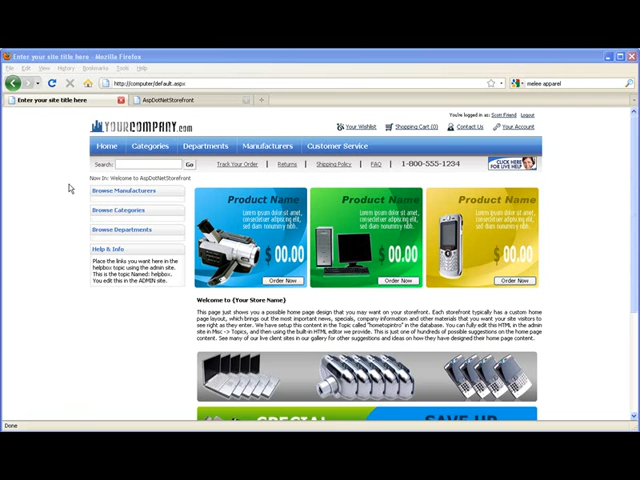 Enter your site title here - Mozilla Firefox
File Edit View History Bookmarks Tools Help
http://computer/default.aspx
melee apparel
Enter your site title here
AspDotNetStorefront
You're logged in as: Scott Friend Logout
YOURCOMPANY.com
Your Wishlist Shopping Cart (0) Contact Us Your Account
Home Categories Departments Manufacturers Customer Service
Search: Go Track Your Order | Returns | Shipping Policy | FAQ | 1-800-555-1234
CLICK HERE
FOR LIVE HELP
Now In: Welcome to AspDotNetStorefront
Browse Manufacturers
Browse Categories
Browse Departments
Help & Info
Place the links you want here in the
helpbox topic using the admin site.
This is the topic Named: helpbox.
You edit this in the ADMIN site.
Product Name
Lorem ipsum dolor sit amet,
consectetuer adipiscing elit,
sed diam nonummy nibh.
$ 00.00
Order Now
Product Name
Lorem ipsum dolor sit amet,
consectetuer adipiscing elit,
sed diam nonummy nibh.
$ 00.00
Order Now
Product Name
Lorem ipsum dolor sit amet,
consectetuer adipiscing elit,
sed diam nonummy nibh.
$ 00.00
Order Now
Welcome to {Your Store Name}
This page just shows you a possible home page design that you may want on your storefront. Each storefront typically has a custom home
page layout, which brings out the most important news, specials, company information and other materials that you want your site visitors to
see right as they enter. We have setup this content in the Topic called "hometopintro" in the database. You can fully edit this HTML in the admin
site in Misc -> Topics, and then using the built-in HTML editor we provide. This is just one of hundreds of possible suggestions on the home page
content. See many of our live client sites in our gallery for other suggestions and ideas on how they have designed their home page content.
SPECIAL
SAVE UP
Done